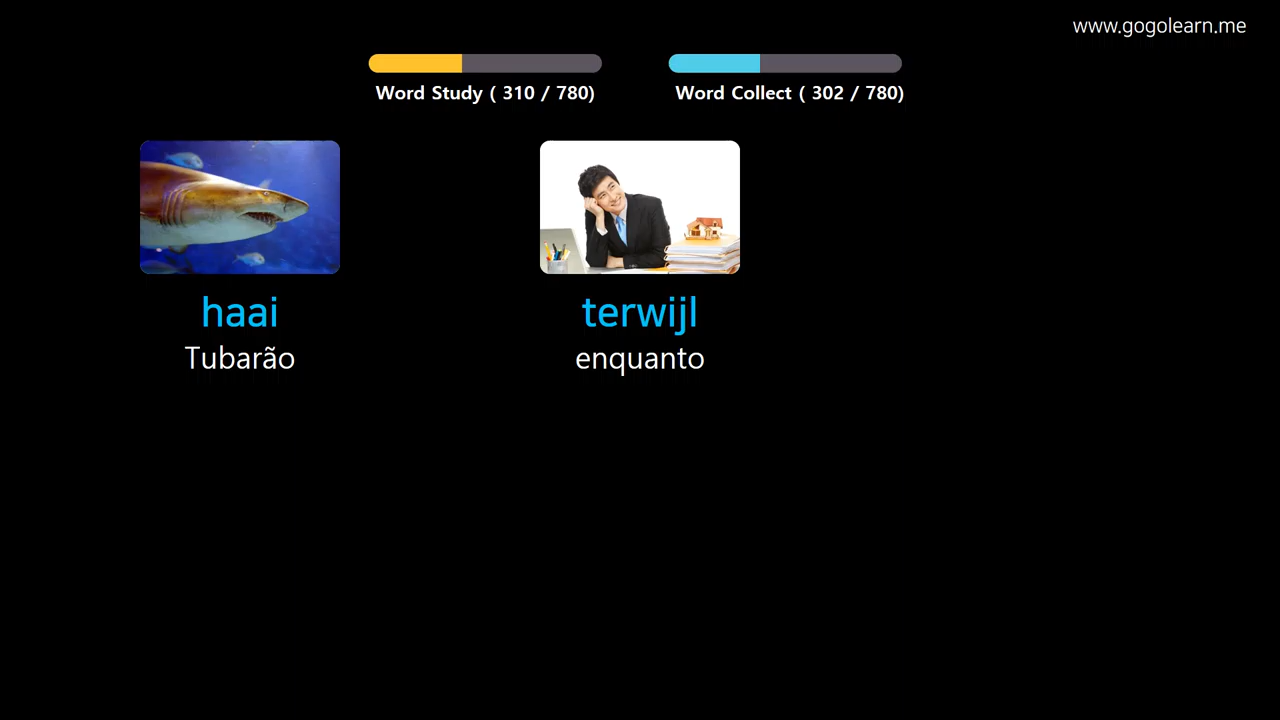 www.gogolearn.me
Word Study ( 310 / 780)
Word Collect ( 302 / 780)
haai
Tubarão
terwijl
enquanto